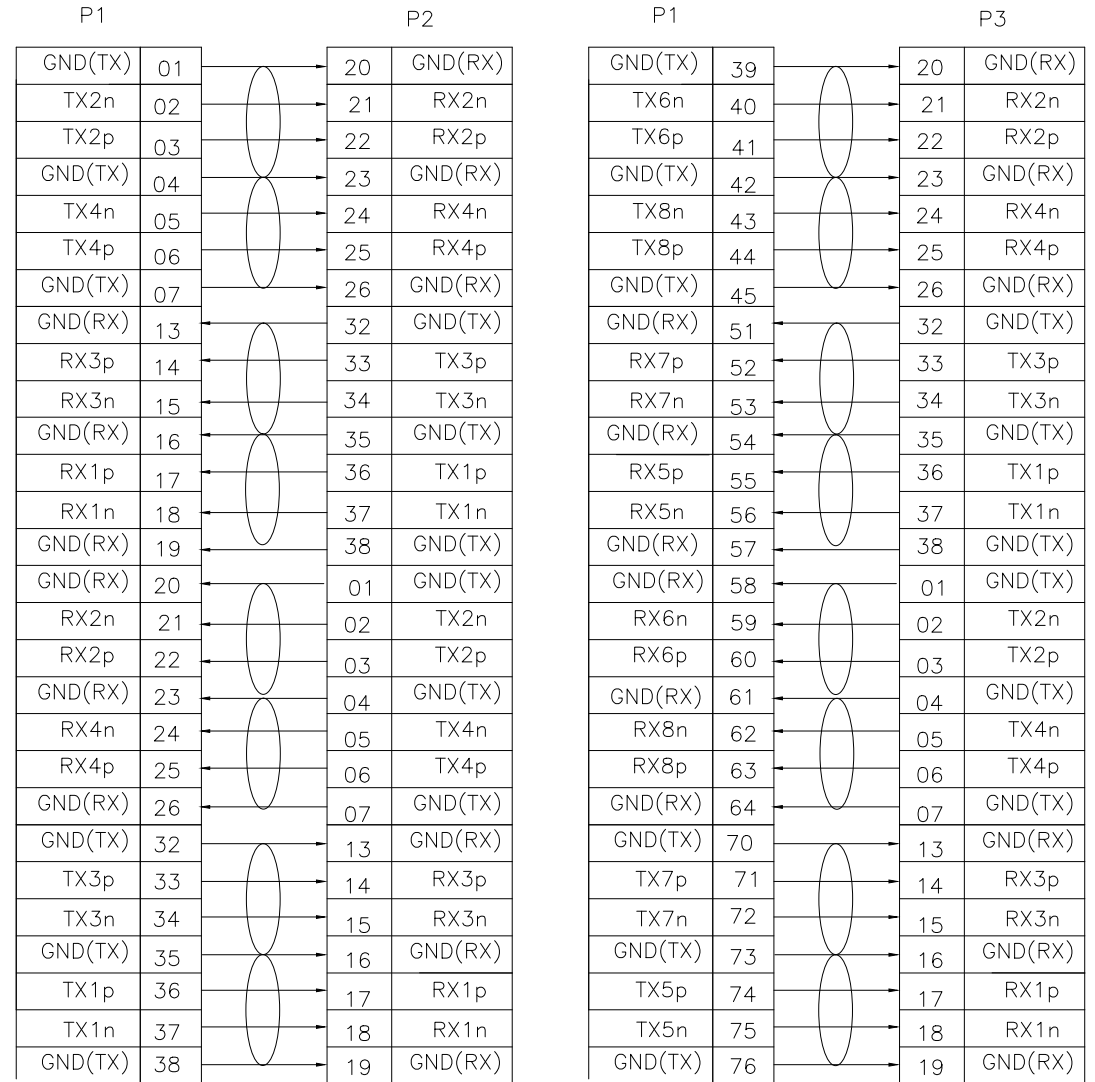 P1 P2 P1 P3
GND(TX) 01 20 GND(RX) GND(TX) 39 20 GND(RX)
TX2n 02 21 RX2n TX6n 40 21 RX2n
TX2p 03 22 RX2p TX6p 41 22 RX2p
GND(TX) 04 23 GND(RX) GND(TX) 42 23 GND(RX)
TX4n 05 24 RX4n TX8n 43 24 RX4n
TX4p 06 25 RX4p TX8p 44 25 RX4p
GND(TX) 07 26 GND(RX) GND(TX) 45 26 GND(RX)
GND(RX) 13 32 GND(TX) GND(RX) 51 32 GND(TX)
RX3p 14 33 TX3p RX7p 52 33 TX3p
RX3n 15 34 TX3n RX7n 53 34 TX3n
GND(RX) 16 35 GND(TX) GND(RX) 54 35 GND(TX)
RX1p 17 36 TX1p RX5p 55 36 TX1p
RX1n 18 37 TX1n RX5n 56 37 TX1n
GND(RX) 19 38 GND(TX) GND(RX) 57 38 GND(TX)
GND(RX) 20 01 GND(TX) GND(RX) 58 01 GND(TX)
RX2n 21 02 TX2n RX6n 59 02 TX2n
RX2p 22 03 TX2p RX6p 60 03 TX2p
GND(RX) 23 04 GND(TX) GND(RX) 61 04 GND(TX)
RX4n 24 05 TX4n RX8n 62 05 TX4n
RX4p 25 06 TX4p RX8p 63 06 TX4p
GND(RX) 26 07 GND(TX) GND(RX) 64 07 GND(TX)
GND(TX) 32 13 GND(RX) GND(TX) 70 13 GND(RX)
TX3p 33 14 RX3p TX7p 71 14 RX3p
TX3n 34 15 RX3n TX7n 72 15 RX3n
GND(TX) 35 16 GND(RX) GND(TX) 73 16 GND(RX)
TX1p 36 17 RX1p TX5p 74 17 RX1p
TX1n 37 18 RX1n TX5n 75 18 RX1n
GND(TX) 38 19 GND(RX) GND(TX) 76 19 GND(RX)